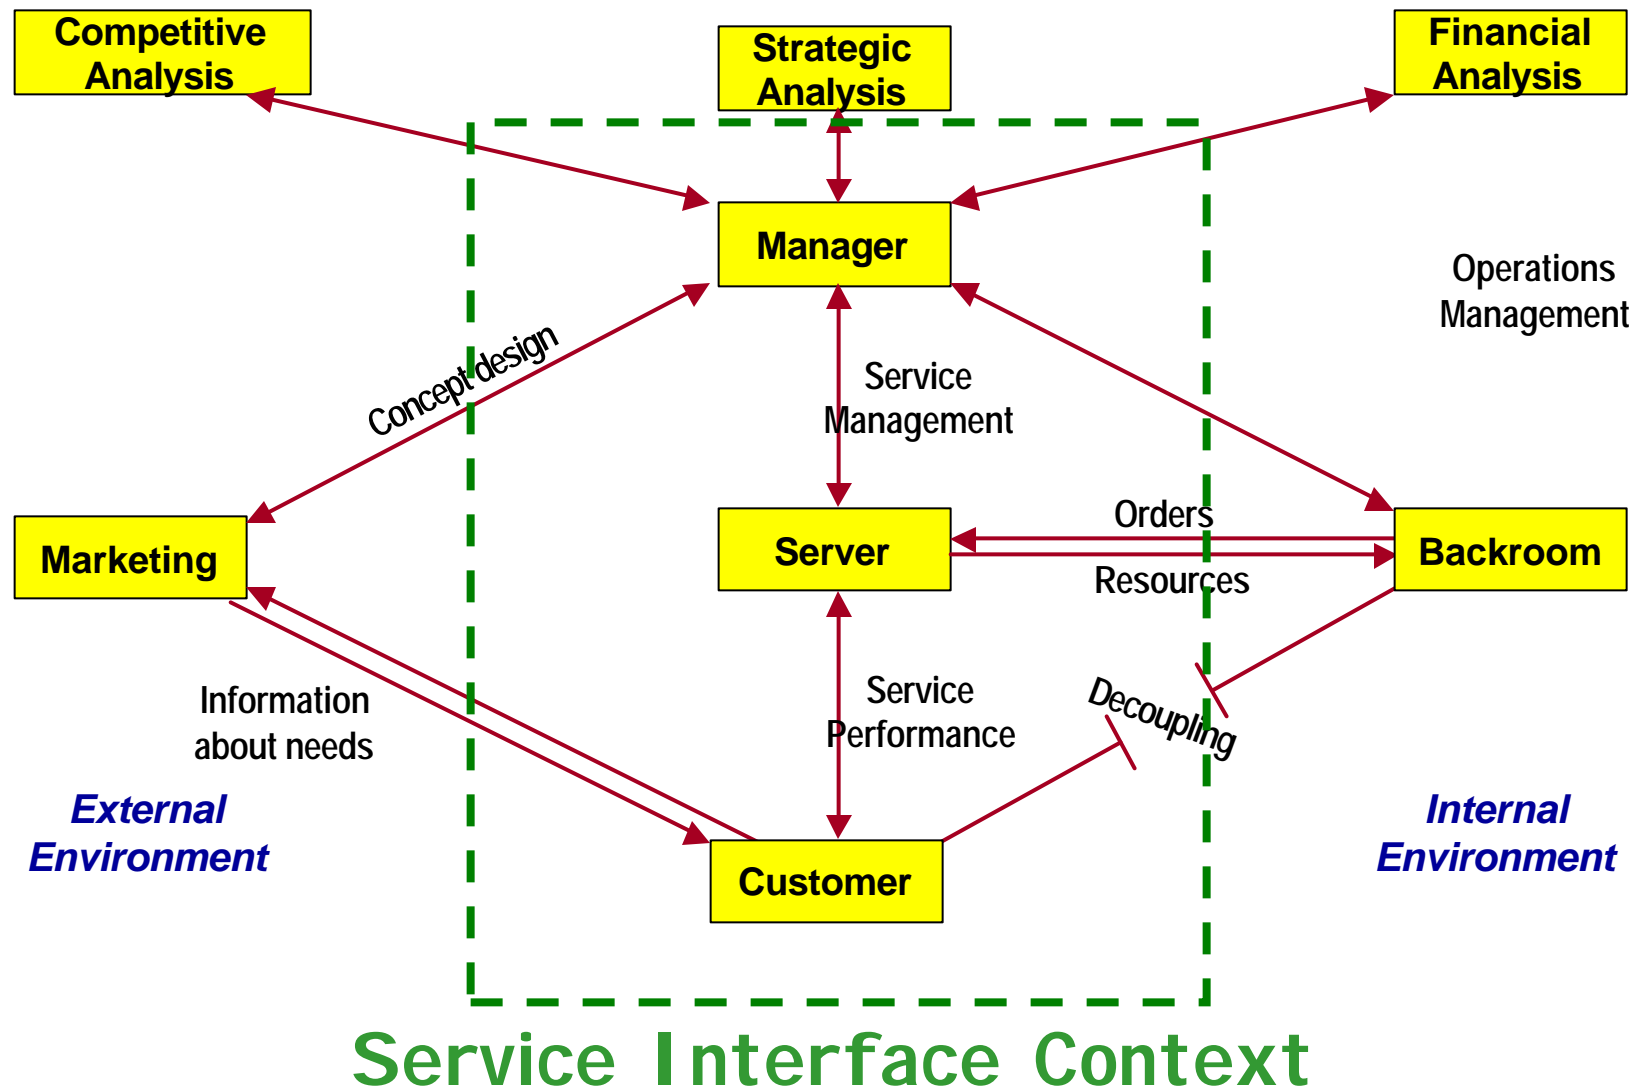 Competitive
Analysis
Strategic
Analysis
Financial
Analysis
Manager
Operations
Management
Concept design
Service
Management
Marketing
Server
Orders
Resources
Backroom
Information
about needs
Service
Performance
Decoupling
External
Environment
Internal
Environment
Customer
Service Interface Context